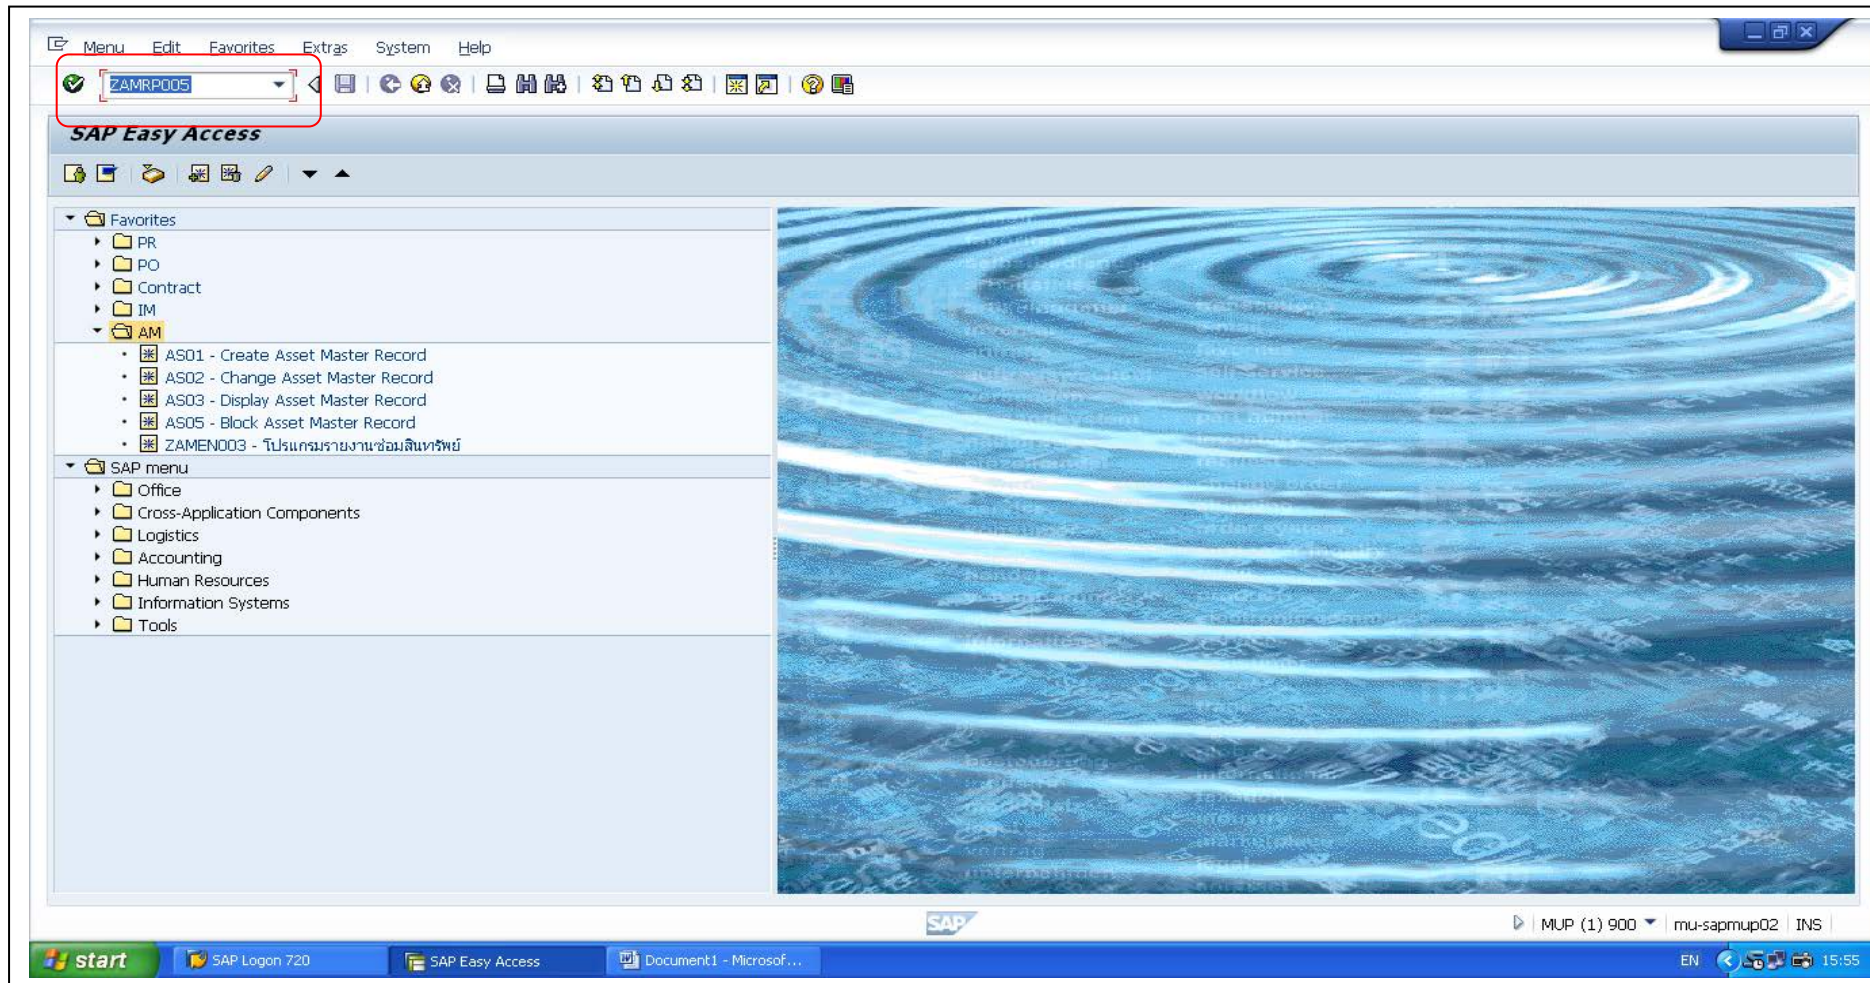 Menu Edit Favorites Extras System Help
ZAMRP005
SAP Easy Access
Favorites
PR
PO
Contract
IM
AM
AS01 - Create Asset Master Record
AS02 - Change Asset Master Record
AS03 - Display Asset Master Record
AS05 - Block Asset Master Record
ZAMEN003 - โปรแกรมรายงานซ่อมสินทรัพย์
SAP menu
Office
Cross-Application Components
Logistics
Accounting
Human Resources
Information Systems
Tools
SAP
MUP (1) 900 mu-sapmup02 INS
start SAP Logon 720 SAP Easy Access Document1 - Microsof... EN 15:55